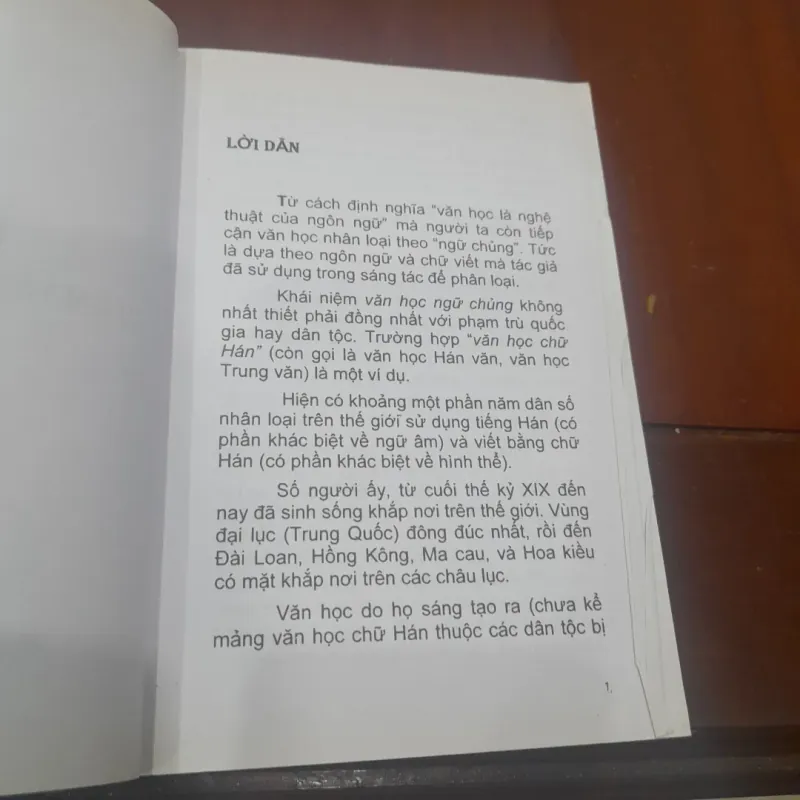 LỜI DẪN
Từ cách định nghĩa "văn học là nghệ
thuật của ngôn ngữ" mà người ta còn tiếp
cận văn học nhân loại theo "ngữ chủng". Tức
là dựa theo ngôn ngữ và chữ viết mà tác giả
đã sử dụng trong sáng tác để phân loại.
Khái niệm văn học ngữ chủng không
nhất thiết phải đồng nhất với phạm trù quốc
gia hay dân tộc. Trường hợp "văn học chữ
Hán" (còn gọi là văn học Hán văn, văn học
Trung văn) là một ví dụ.
Hiện có khoảng một phần năm dân số
nhân loại trên thế giới sử dụng tiếng Hán (có
phần khác biệt về ngữ âm) và viết bằng chữ
Hán (có phần khác biệt về hình thể).
Số người ấy, từ cuối thế kỷ XIX đến
nay đã sinh sống khắp nơi trên thế giới. Vùng
đại lục (Trung Quốc) đông đúc nhất, rồi đến
Đài Loan, Hồng Kông, Ma cau, và Hoa kiều
có mặt khắp nơi trên các châu lục.
Văn học do họ sáng tạo ra (chưa kể
mảng văn học chữ Hán thuộc các dân tộc bị
1